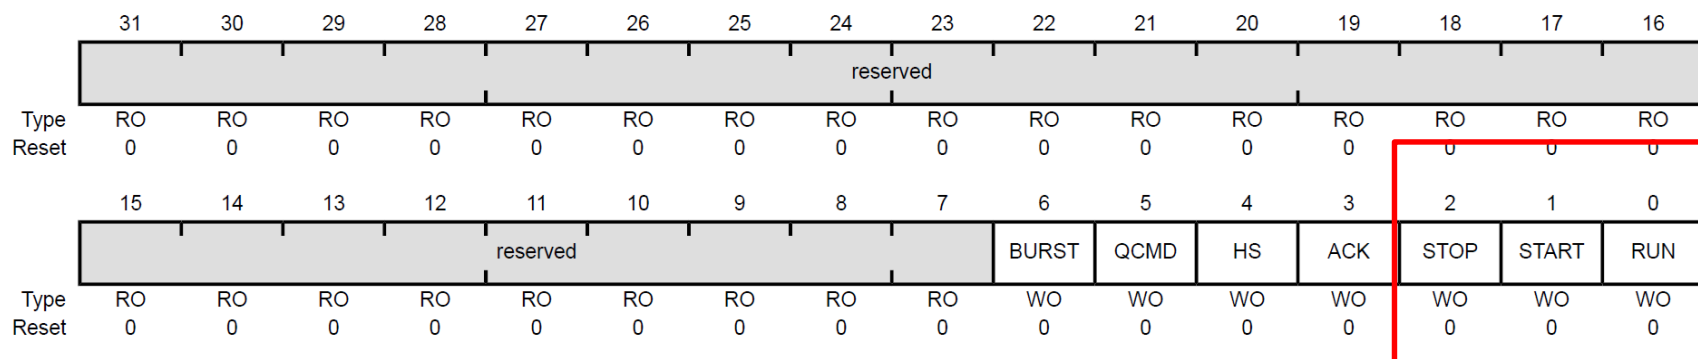 31 30 29 28 27 26 25 24 23 22 21 20 19 18 17 16
reserved
Type RO RO RO RO RO RO RO RO RO RO RO RO RO RO RO RO
Reset 0 0 0 0 0 0 0 0 0 0 0 0 0 0 0 0
15 14 13 12 11 10 9 8 7 6 5 4 3 2 1 0
reserved BURST QCMD HS ACK STOP START RUN
Type RO RO RO RO RO RO RO RO RO WO WO WO WO WO WO WO
Reset 0 0 0 0 0 0 0 0 0 0 0 0 0 0 0 0